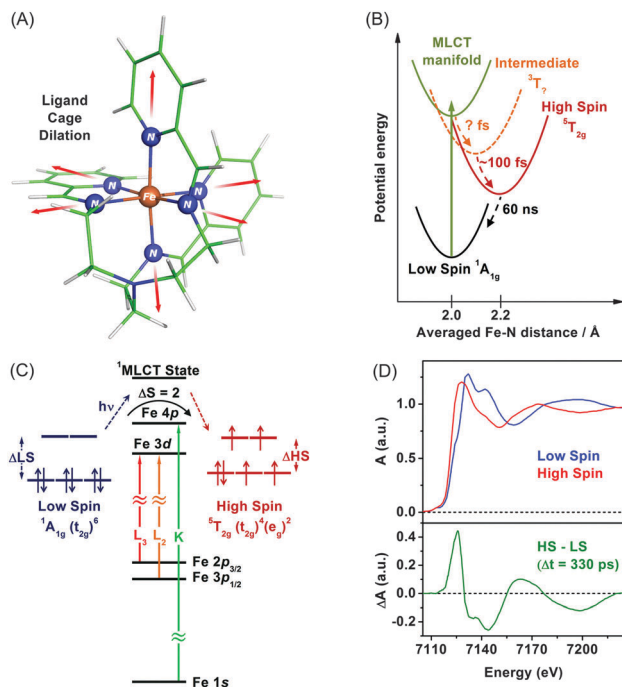 (A)
Ligand
Cage
Dilation
N
N
N
Fe
N
N
N
(B)
MLCT
manifold
Intermediate
³T?
High Spin
⁵T2g
? fs
~100 fs
60 ns
Low Spin ¹A1g
Potential energy
2.0 2.2
Averaged Fe-N distance / Å
(C)
¹MLCT State
hν
ΔS = 2
Fe 4p
Fe 3d
ΔLS
ΔHS
Low Spin
¹A1g (t2g)⁶
High Spin
⁵T2g (t2g)⁴(eg)²
L3 L2 K
Fe 2p3/2
Fe 3p1/2
Fe 1s
(D)
A (a.u.)
1.0
0.5
0.0
Low Spin
High Spin
ΔA (a.u.)
0.4
0.2
0.0
-0.2
HS - LS
(Δt = 330 ps)
7110 7140 7170 7200
Energy (eV)